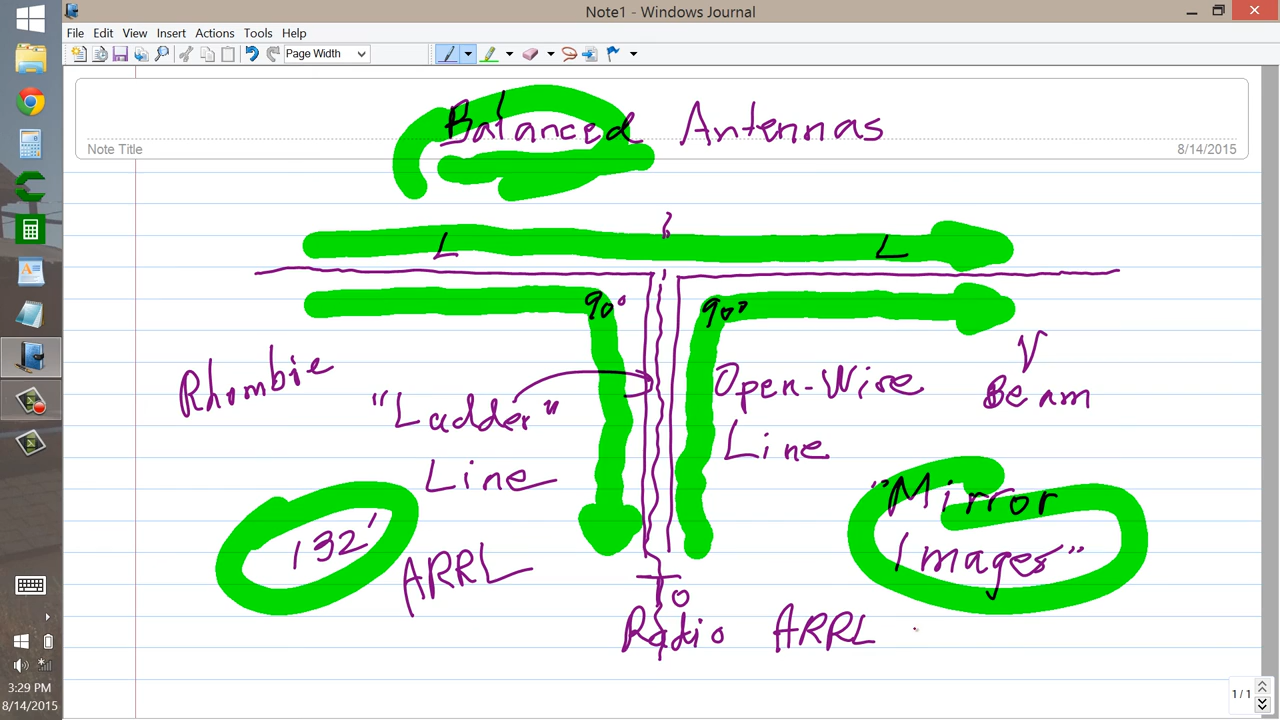 Note1 - Windows Journal
File Edit View Insert Actions Tools Help
Page Width
Balanced Antennas
Note Title
8/14/2015
L L
90° 90°
V
Beam
Rhombie
"Ladder"
Line
Open-Wire
Line
"Mirror
Images"
132'
ARRL
O
Radio ARRL
3:29 PM
8/14/2015
1 / 1